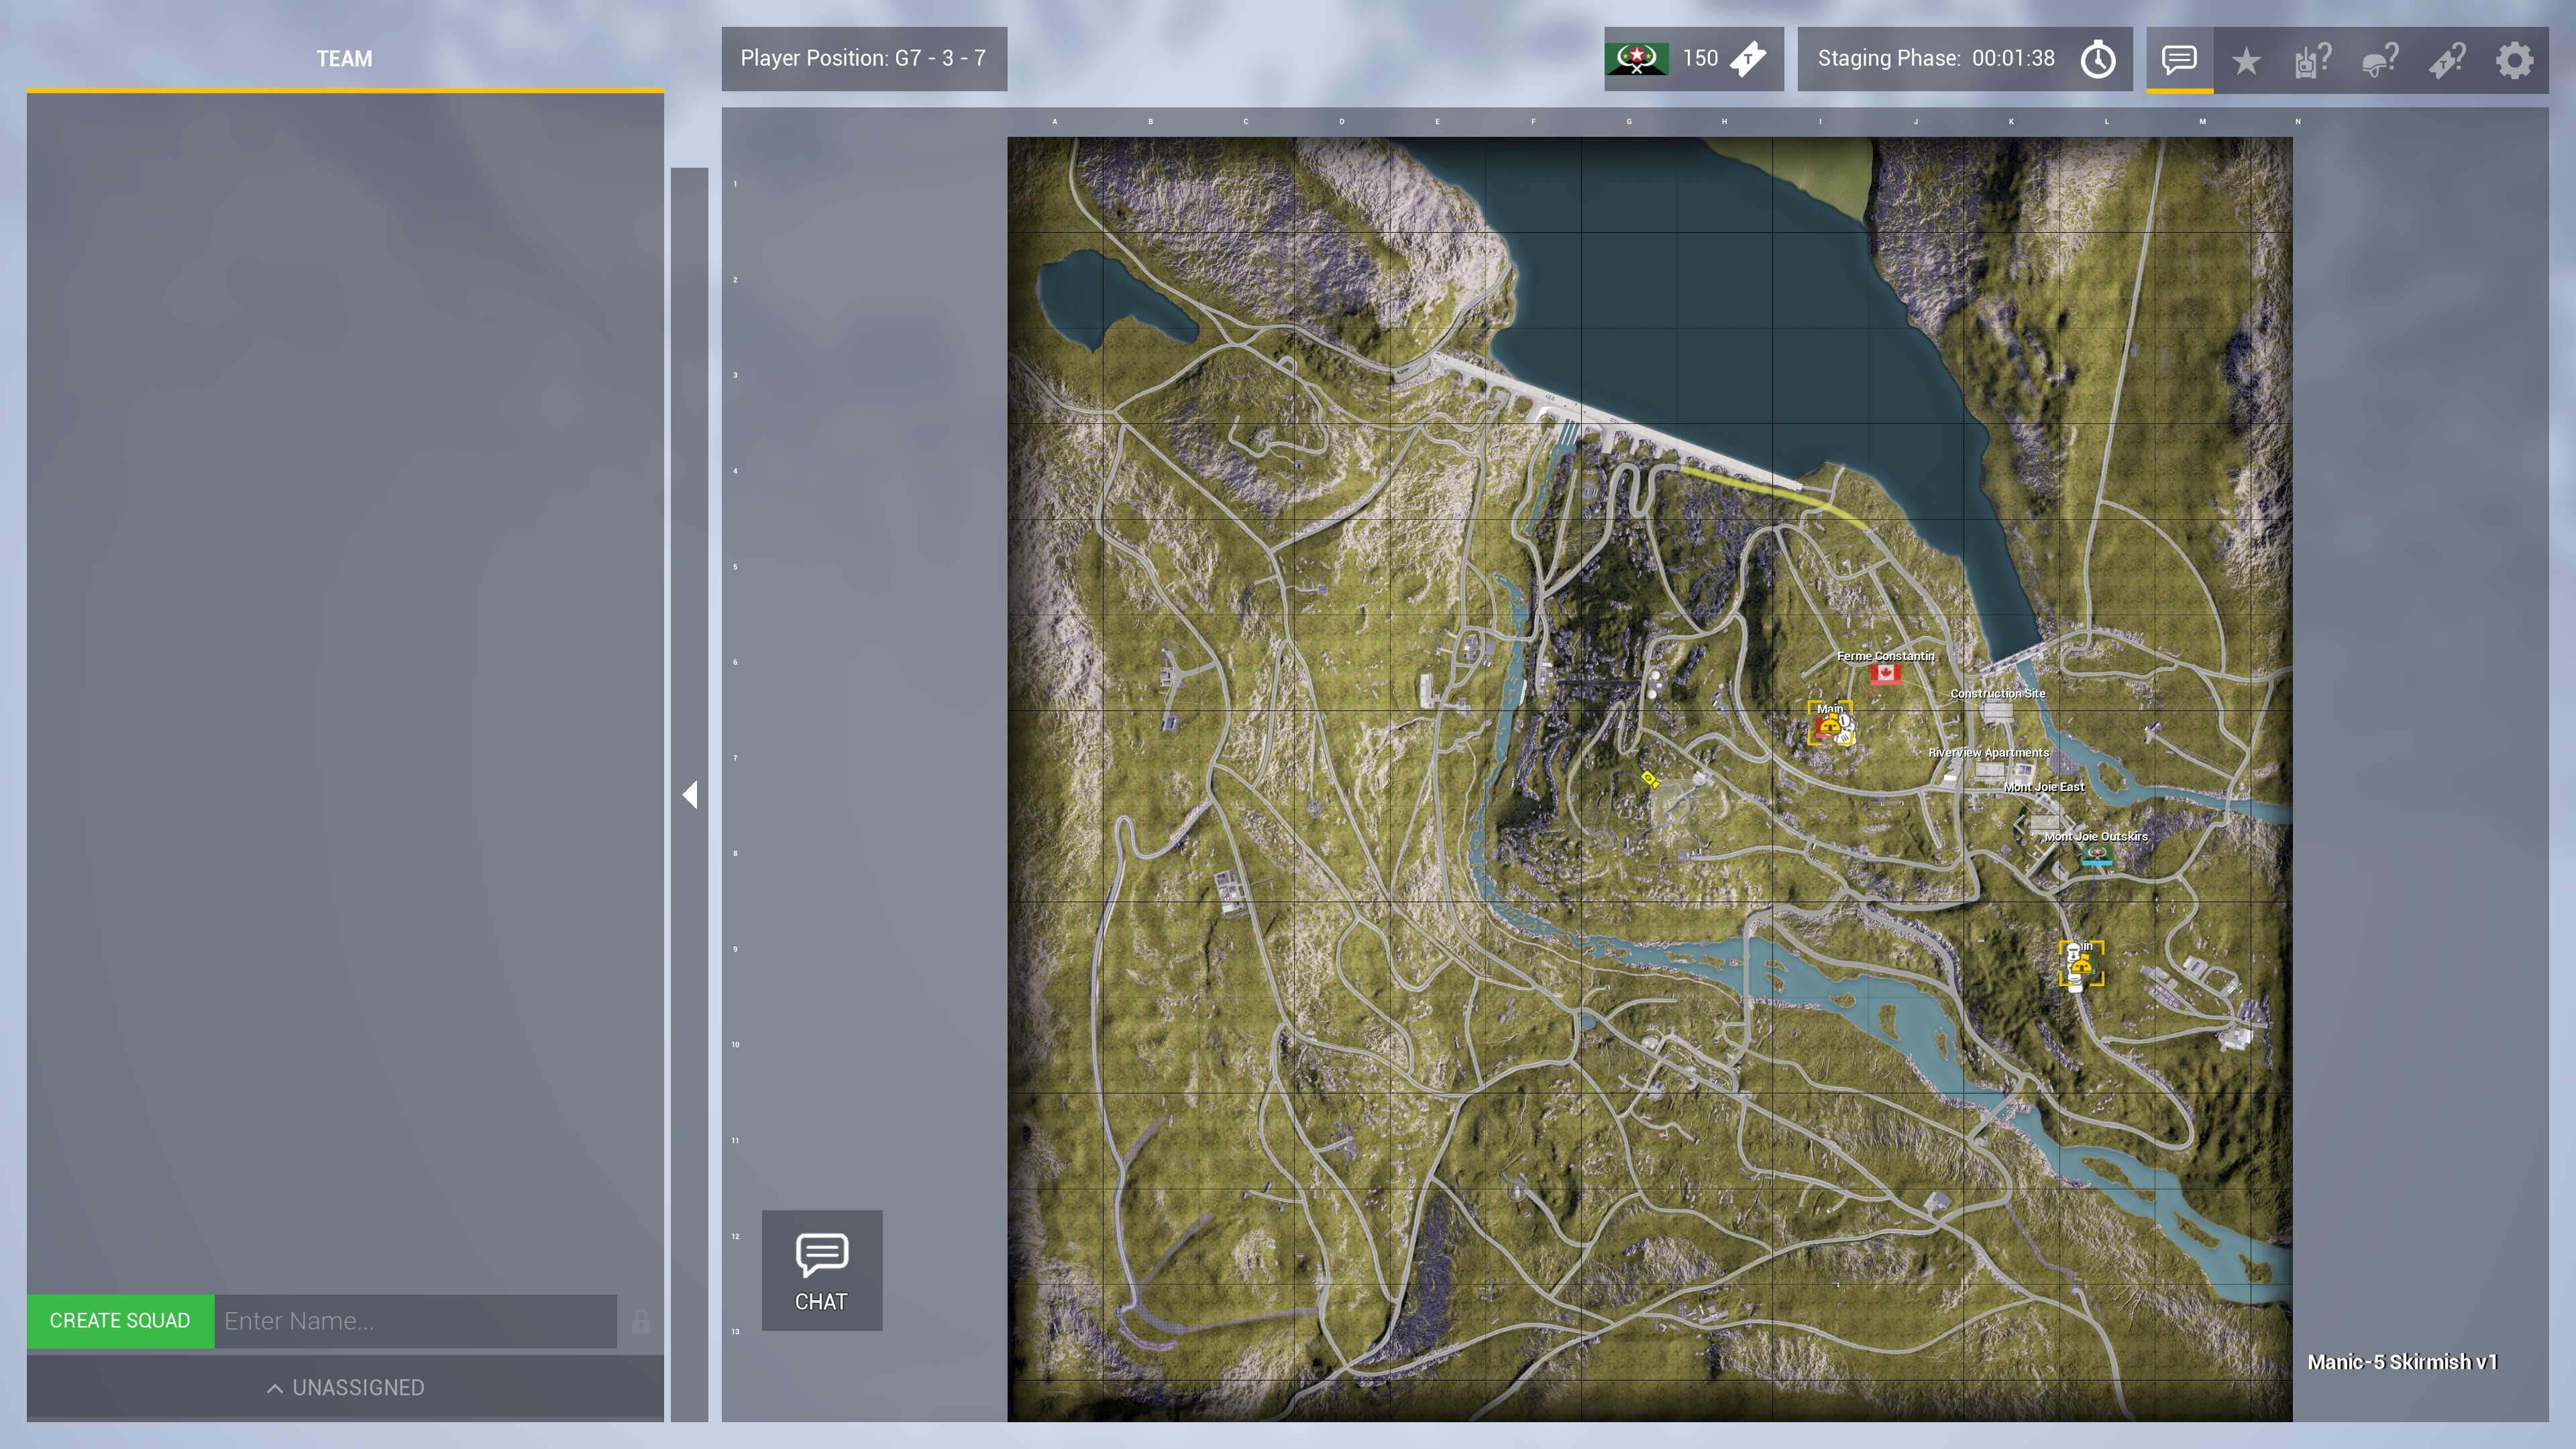 TEAM
Player Position: G7 - 3 - 7
150
T
Staging Phase: 00:01:38
A B C D E F G H I J K L M N
1
2
3
4
5
6
7
8
9
10
11
12
13
Ferme Constantin
Construction Site
Main
Riverview Apartments
Mont Joie East
Mont Joie Outskirs
CHAT
CREATE SQUAD
Enter Name...
UNASSIGNED
Manic-5 Skirmish v1